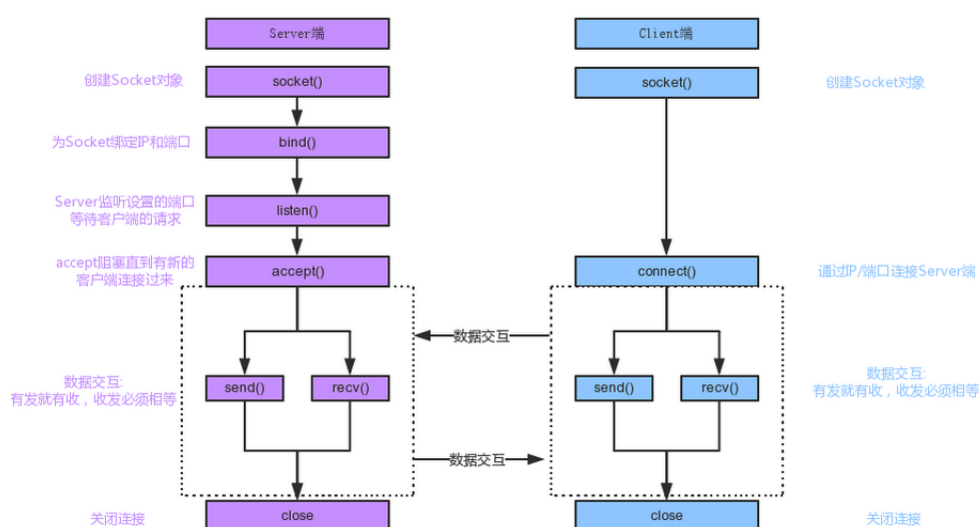 Server端
Client端
创建Socket对象
socket()
socket()
创建Socket对象
为Socket绑定IP和端口
bind()
Server监听设置的端口
等待客户端的请求
listen()
accept阻塞直到有新的
客户端连接过来
accept()
connect()
通过IP/端口连接Server端
数据交互
数据交互:
有发就有收，收发必须相等
send()
recv()
send()
recv()
数据交互:
有发就有收，收发必须相等
数据交互
关闭连接
close
close
关闭连接